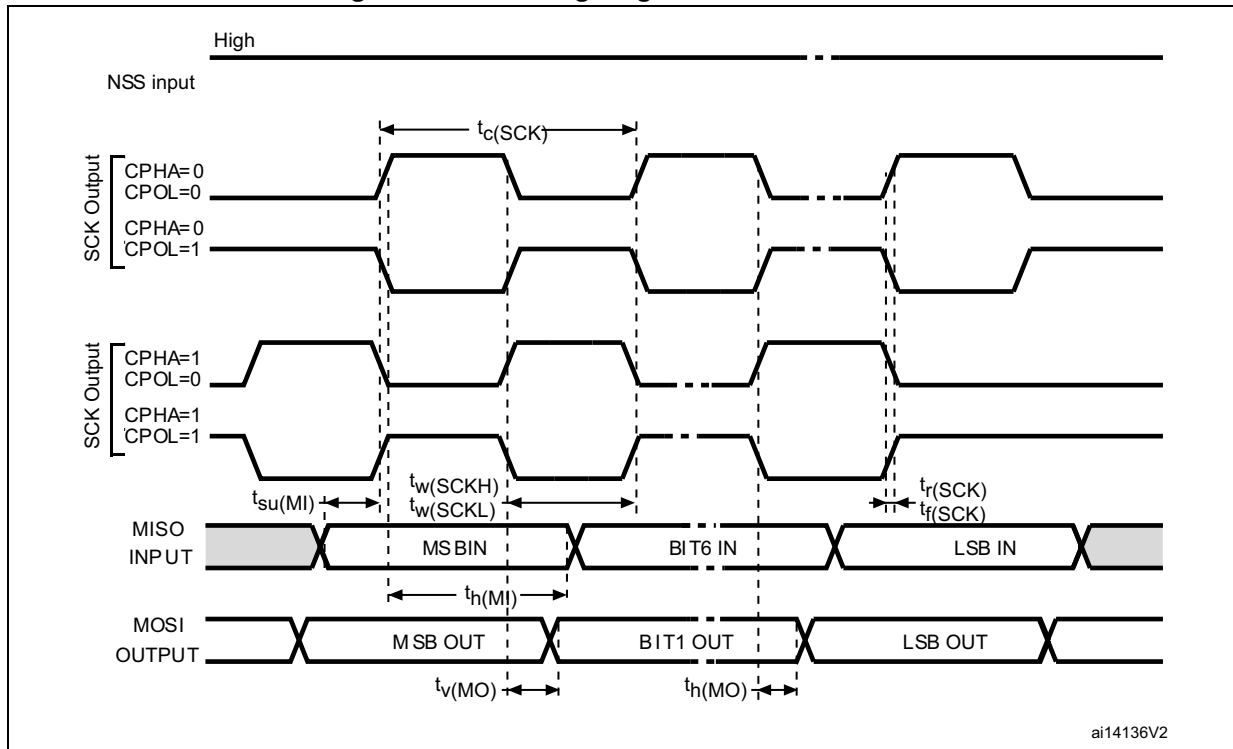 High
NSS input
tc(SCK)
SCK Output
CPHA=0
CPOL=0
CPHA=0
CPOL=1
SCK Output
CPHA=1
CPOL=0
CPHA=1
CPOL=1
tsu(MI)
tw(SCKH)
tw(SCKL)
tr(SCK)
tf(SCK)
MISO
INPUT
MSBIN
BIT6 IN
LSB IN
th(MI)
MOSI
OUTPUT
MSB OUT
BIT1 OUT
LSB OUT
tv(MO)
th(MO)
ai14136V2